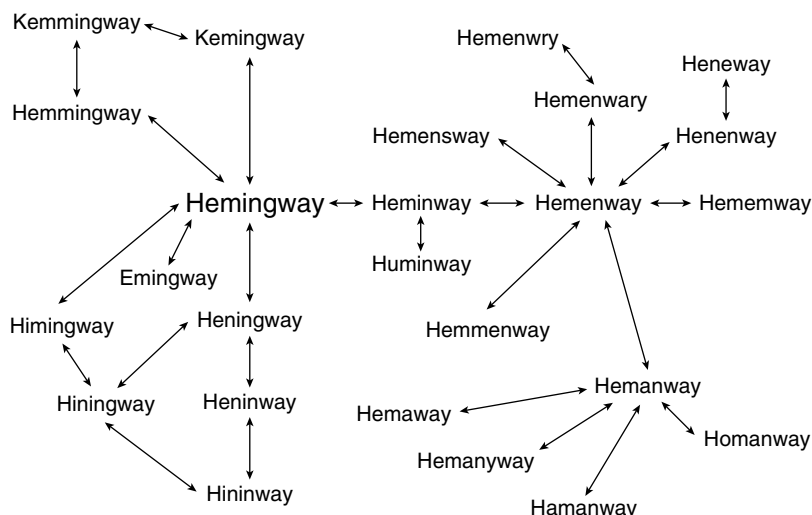 Kemmingway
Kemingway
Hemenwry
Heneway
Hemmingway
Hemenwary
Hemensway
Henenway
Hemingway
Heminway
Hemenway
Hememway
Emingway
Huminway
Himingway
Heningway
Hemmenway
Hiningway
Heninway
Hemanway
Hemaway
Homanway
Hemanyway
Hininway
Hamanway